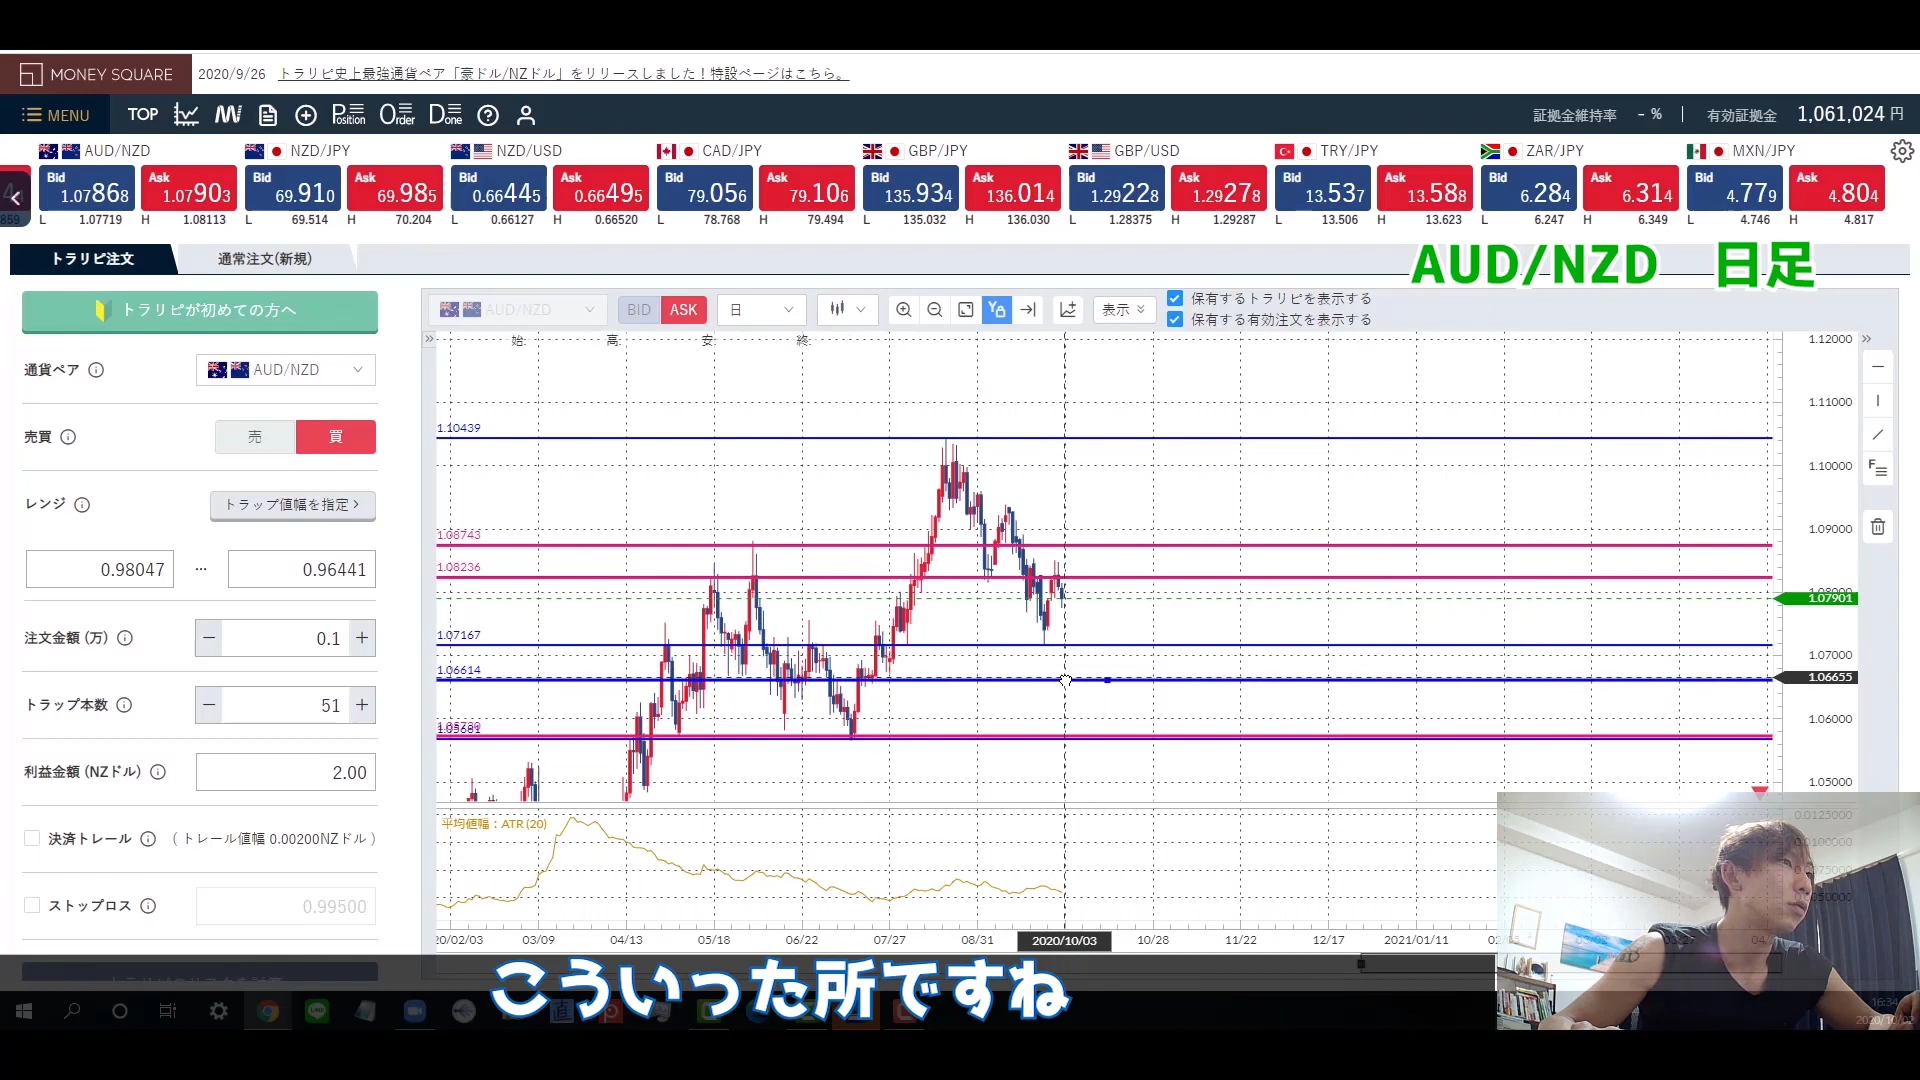 MONEY SQUARE 2020/9/26 トラリピ史上最強通貨ペア「豪ドル/NZドル」をリリースしました！特設ページはこちら。
MENU TOP Position Order Done 証拠金維持率 - % 有効証拠金 1,061,024 円
AUD/NZD NZD/JPY NZD/USD CAD/JPY GBP/JPY GBP/USD TRY/JPY ZAR/JPY MXN/JPY
Bid 1.07868 Ask 1.07903 Bid 69.910 Ask 69.985 Bid 0.66445 Ask 0.66495 Bid 79.056 Ask 79.106 Bid 135.934 Ask 136.014 Bid 1.29228 Ask 1.29278 Bid 13.537 Ask 13.588 Bid 6.284 Ask 6.314 Bid 4.779 Ask 4.804
859 L 1.07719 H 1.08113 L 69.514 H 70.204 L 0.66127 H 0.66520 L 78.768 H 79.494 L 135.032 H 136.030 L 1.28375 H 1.29287 L 13.506 H 13.623 L 6.247 H 6.349 L 4.746 H 4.817
トラリピ注文 通常注文(新規)
AUD/NZD 日足
トラリピが初めての方へ
AUD/NZD BID ASK 日 表示
保有するトラリピを表示する
保有する有効注文を表示する
始: 高: 安: 終:
通貨ペア AUD/NZD
売買 売 買
レンジ トラップ値幅を指定
0.98047 ... 0.96441
注文金額 (万) 0.1
トラップ本数 51
利益金額 (NZドル) 2.00
決済トレール ( トレール値幅 0.00200NZドル )
ストップロス 0.99500
1.12000
1.11000
1.10439
1.10000
1.09000
1.08743
1.08236
1.07901
1.07167
1.07000
1.06614
1.06655
1.06000
1.05000
平均値幅：ATR (20)
0.0125000
0.0100000
20/02/03 03/09 04/13 05/18 06/22 07/27 08/31 2020/10/03 10/28 11/22 12/17 2021/01/11
こういった所ですね
16:34
2020/10/02